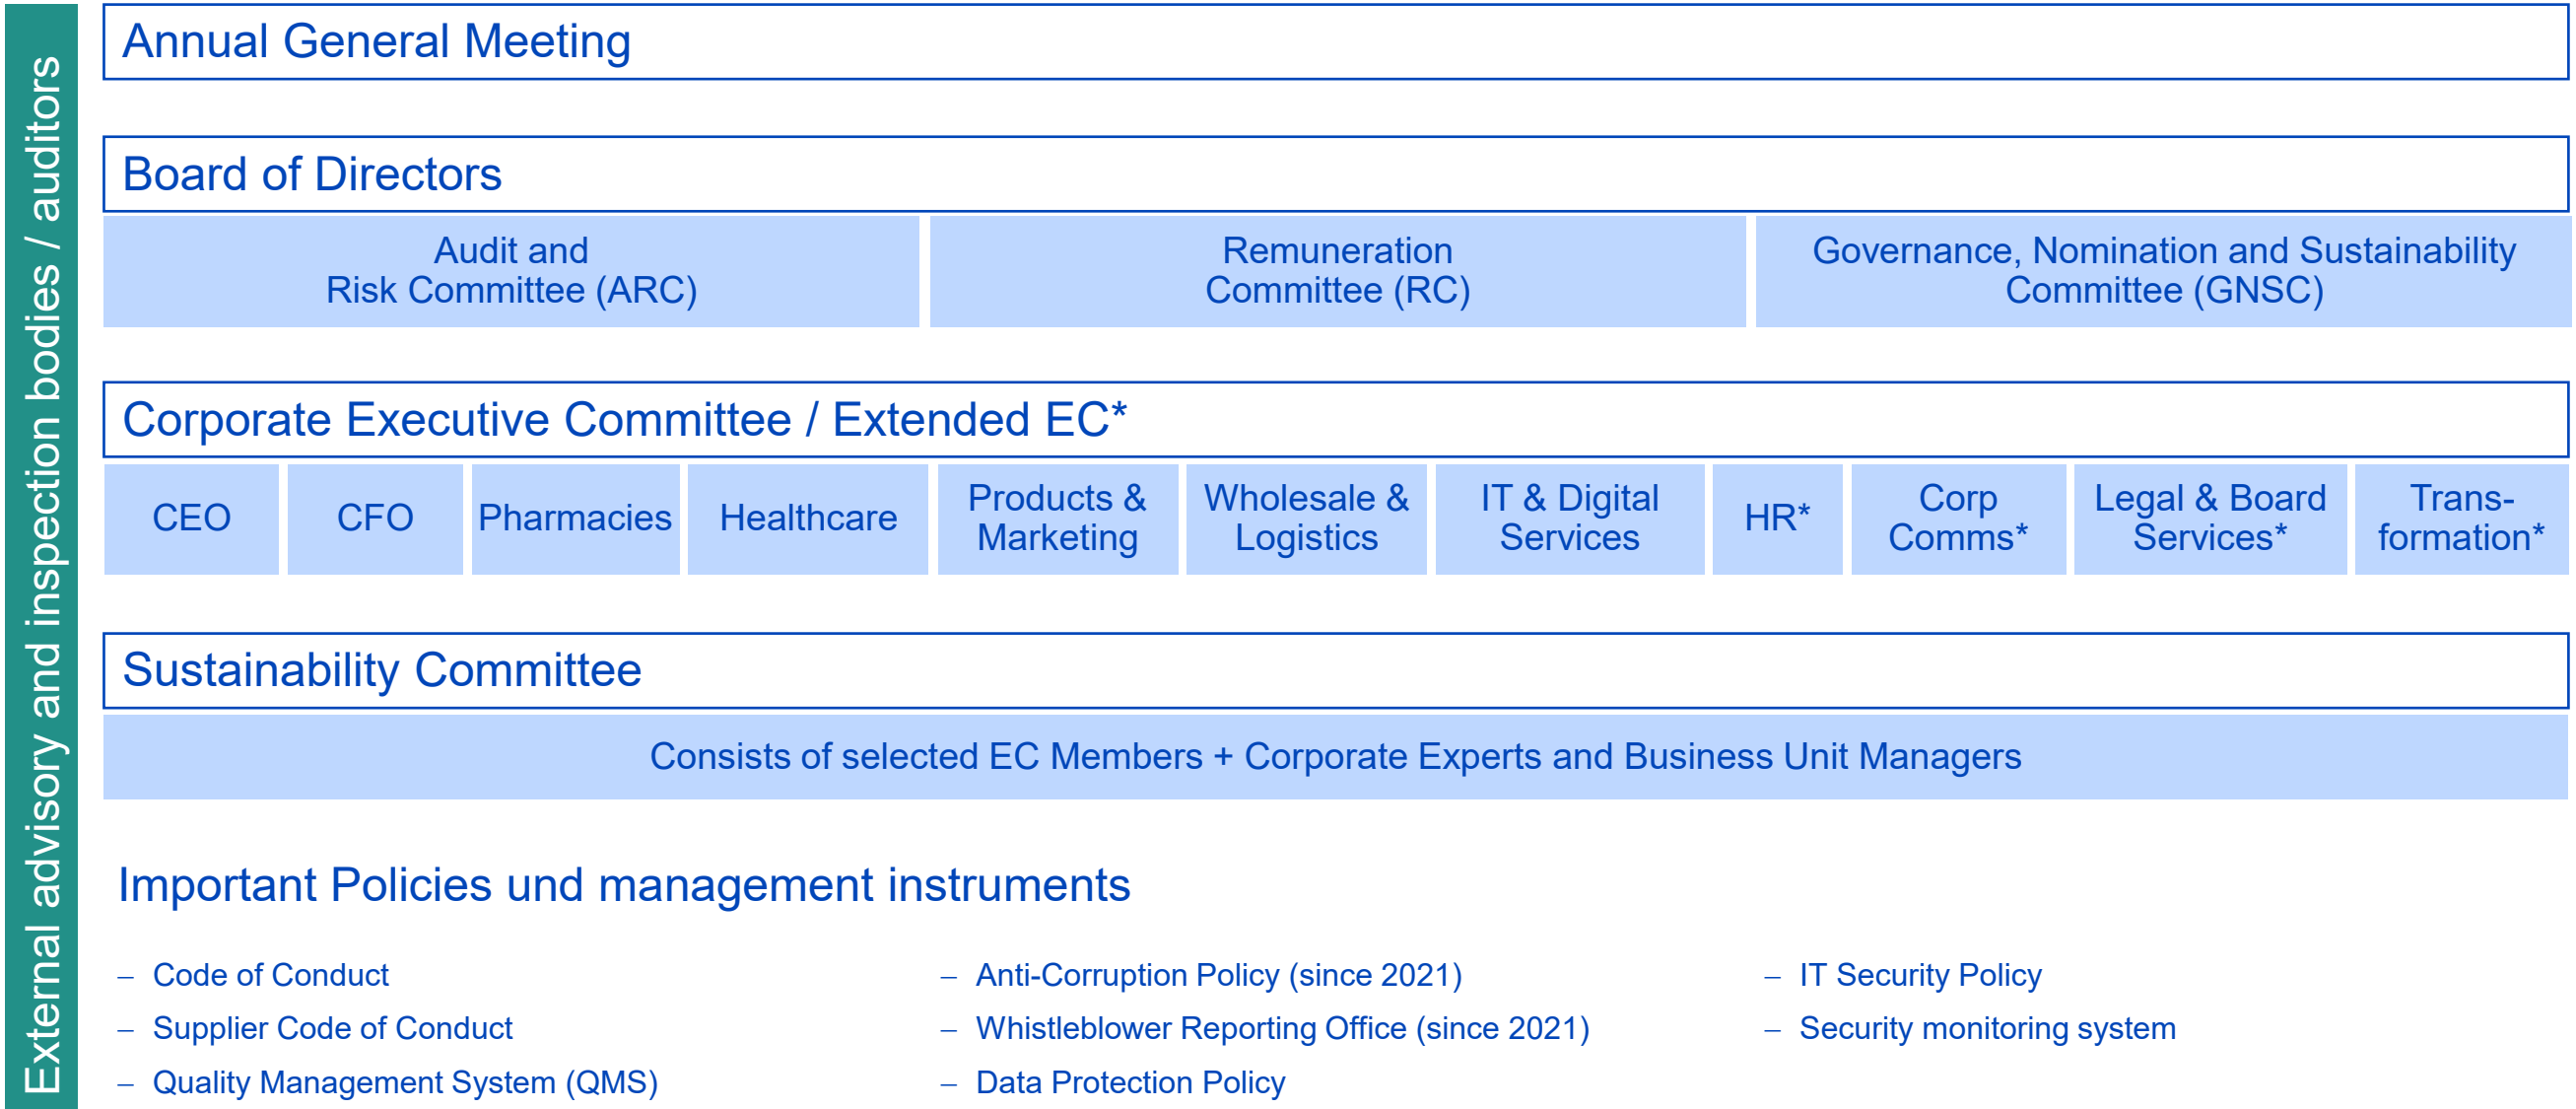 External advisory and inspection bodies / auditors
Annual General Meeting
Board of Directors
Audit and
Risk Committee (ARC)
Remuneration
Committee (RC)
Governance, Nomination and Sustainability
Committee (GNSC)
Corporate Executive Committee / Extended EC*
CEO
CFO
Pharmacies
Healthcare
Products &
Marketing
Wholesale &
Logistics
IT & Digital
Services
HR*
Corp
Comms*
Legal & Board
Services*
Trans-
formation*
Sustainability Committee
Consists of selected EC Members + Corporate Experts and Business Unit Managers
Important Policies und management instruments
– Code of Conduct
– Supplier Code of Conduct
– Quality Management System (QMS)
– Anti-Corruption Policy (since 2021)
– Whistleblower Reporting Office (since 2021)
– Data Protection Policy
– IT Security Policy
– Security monitoring system